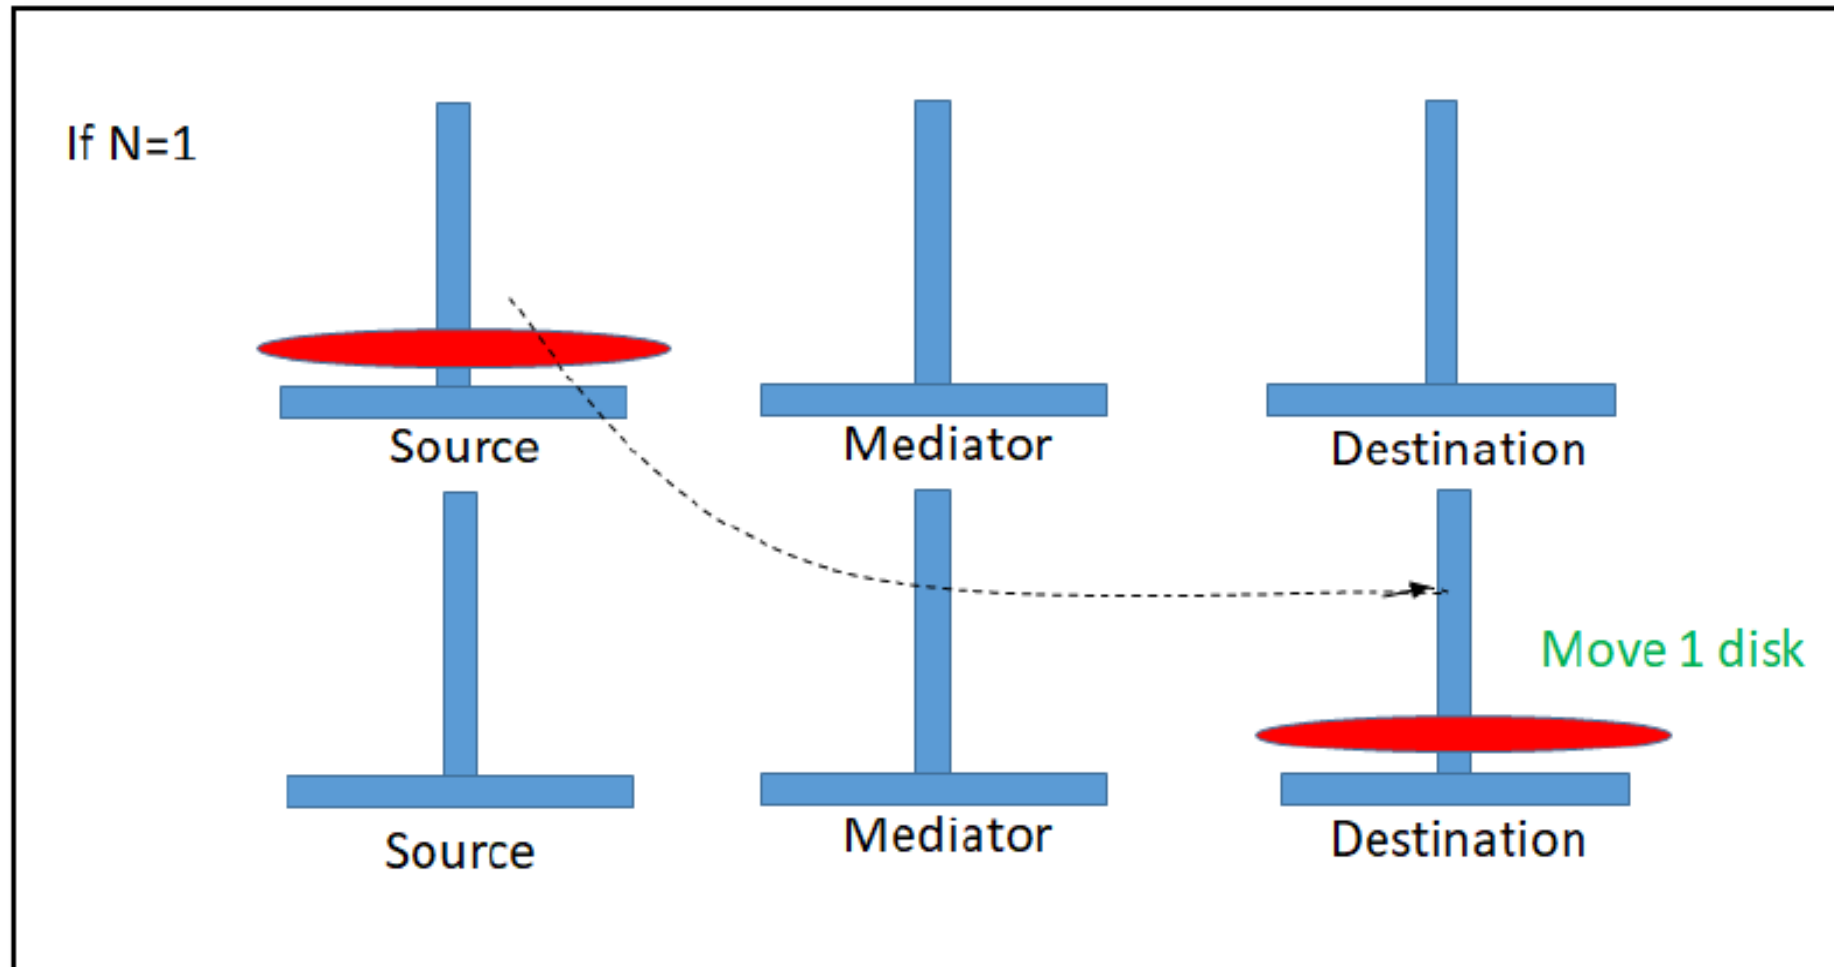 If N=1
Source
Mediator
Destination
Move 1 disk
Source
Mediator
Destination